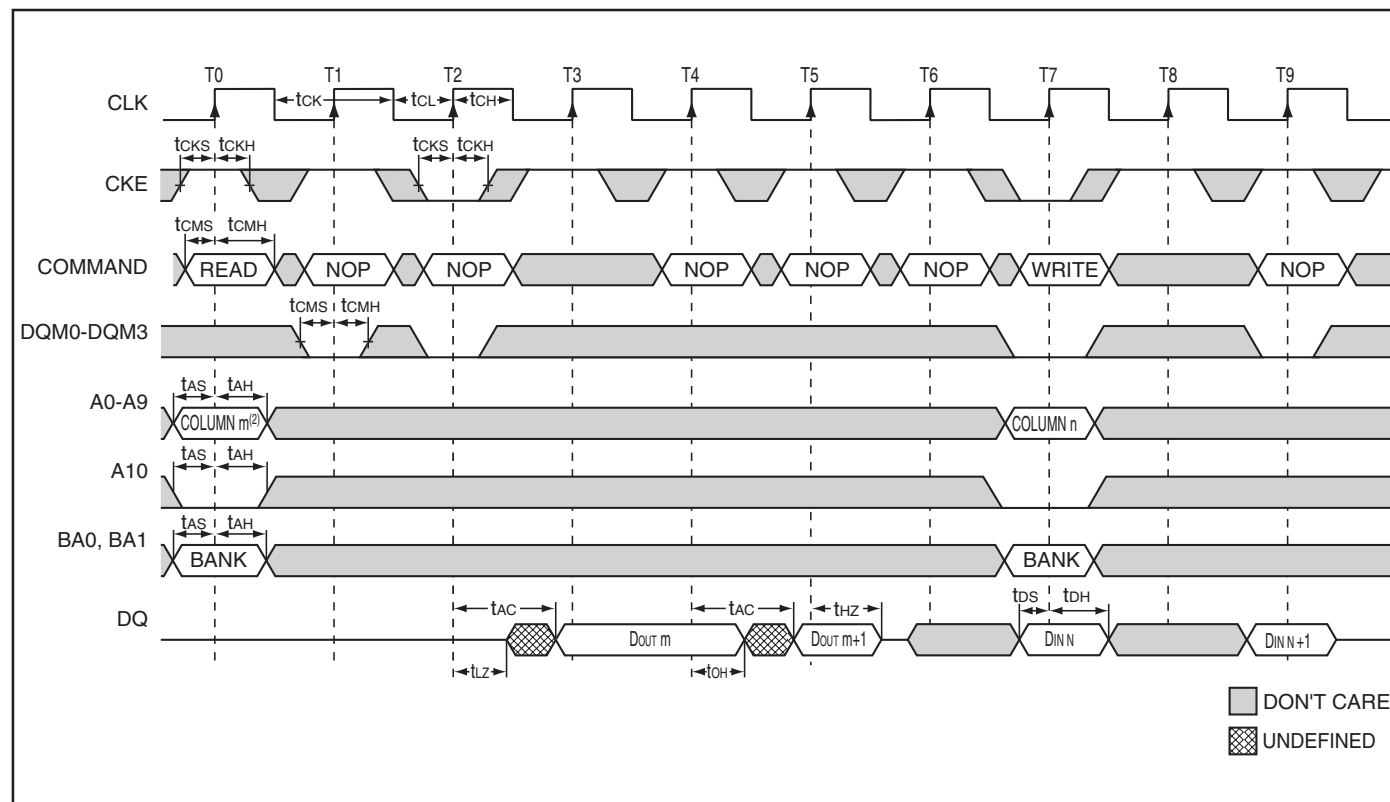 T0 T1 T2 T3 T4 T5 T6 T7 T8 T9
CLK
tCK tCL tCH
tCKS tCKH tCKS tCKH
CKE
tCMS tCMH
COMMAND READ NOP NOP NOP NOP NOP WRITE NOP
tCMS tCMH
DQM0-DQM3
tAS tAH
A0-A9 COLUMN m(2) COLUMN n
tAS tAH
A10
tAS tAH
BA0, BA1 BANK BANK
tAC tAC tHZ tDS tDH
DQ DOUT m DOUT m+1 DIN N DIN N+1
tLZ tOH
DON'T CARE
UNDEFINED